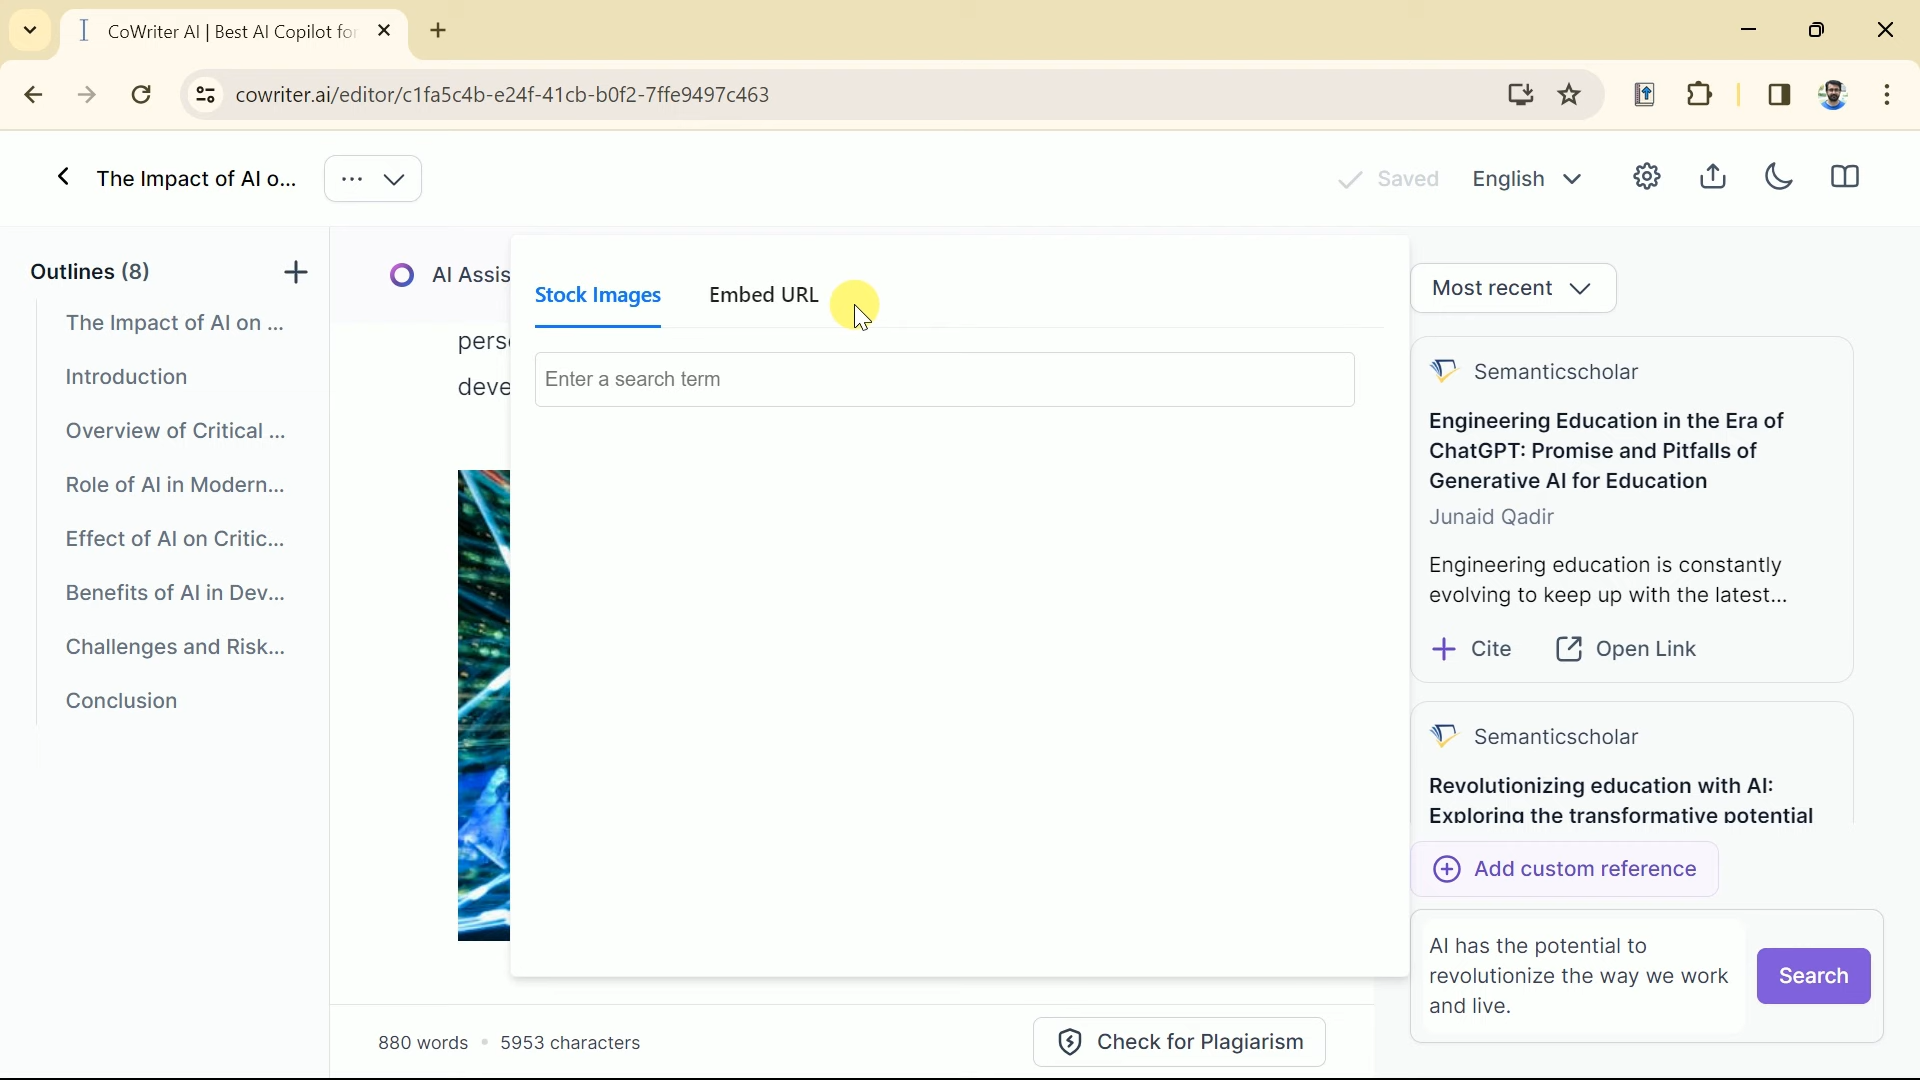 CoWriter AI | Best AI Copilot for
cowriter.ai/editor/c1fa5c4b-e24f-41cb-b0f2-7ffe9497c463
The Impact of AI o...
Saved
English
Outlines (8)
The Impact of AI on ...
Introduction
Overview of Critical ...
Role of AI in Modern...
Effect of AI on Critic...
Benefits of AI in Dev...
Challenges and Risk...
Conclusion
AI Assis
pers
deve
Stock Images
Embed URL
Enter a search term
880 words • 5953 characters
Check for Plagiarism
Most recent
Semanticscholar
Engineering Education in the Era of
ChatGPT: Promise and Pitfalls of
Generative AI for Education
Junaid Qadir
Engineering education is constantly
evolving to keep up with the latest...
Cite
Open Link
Semanticscholar
Revolutionizing education with AI:
Exploring the transformative potential
Add custom reference
AI has the potential to
revolutionize the way we work
and live.
Search